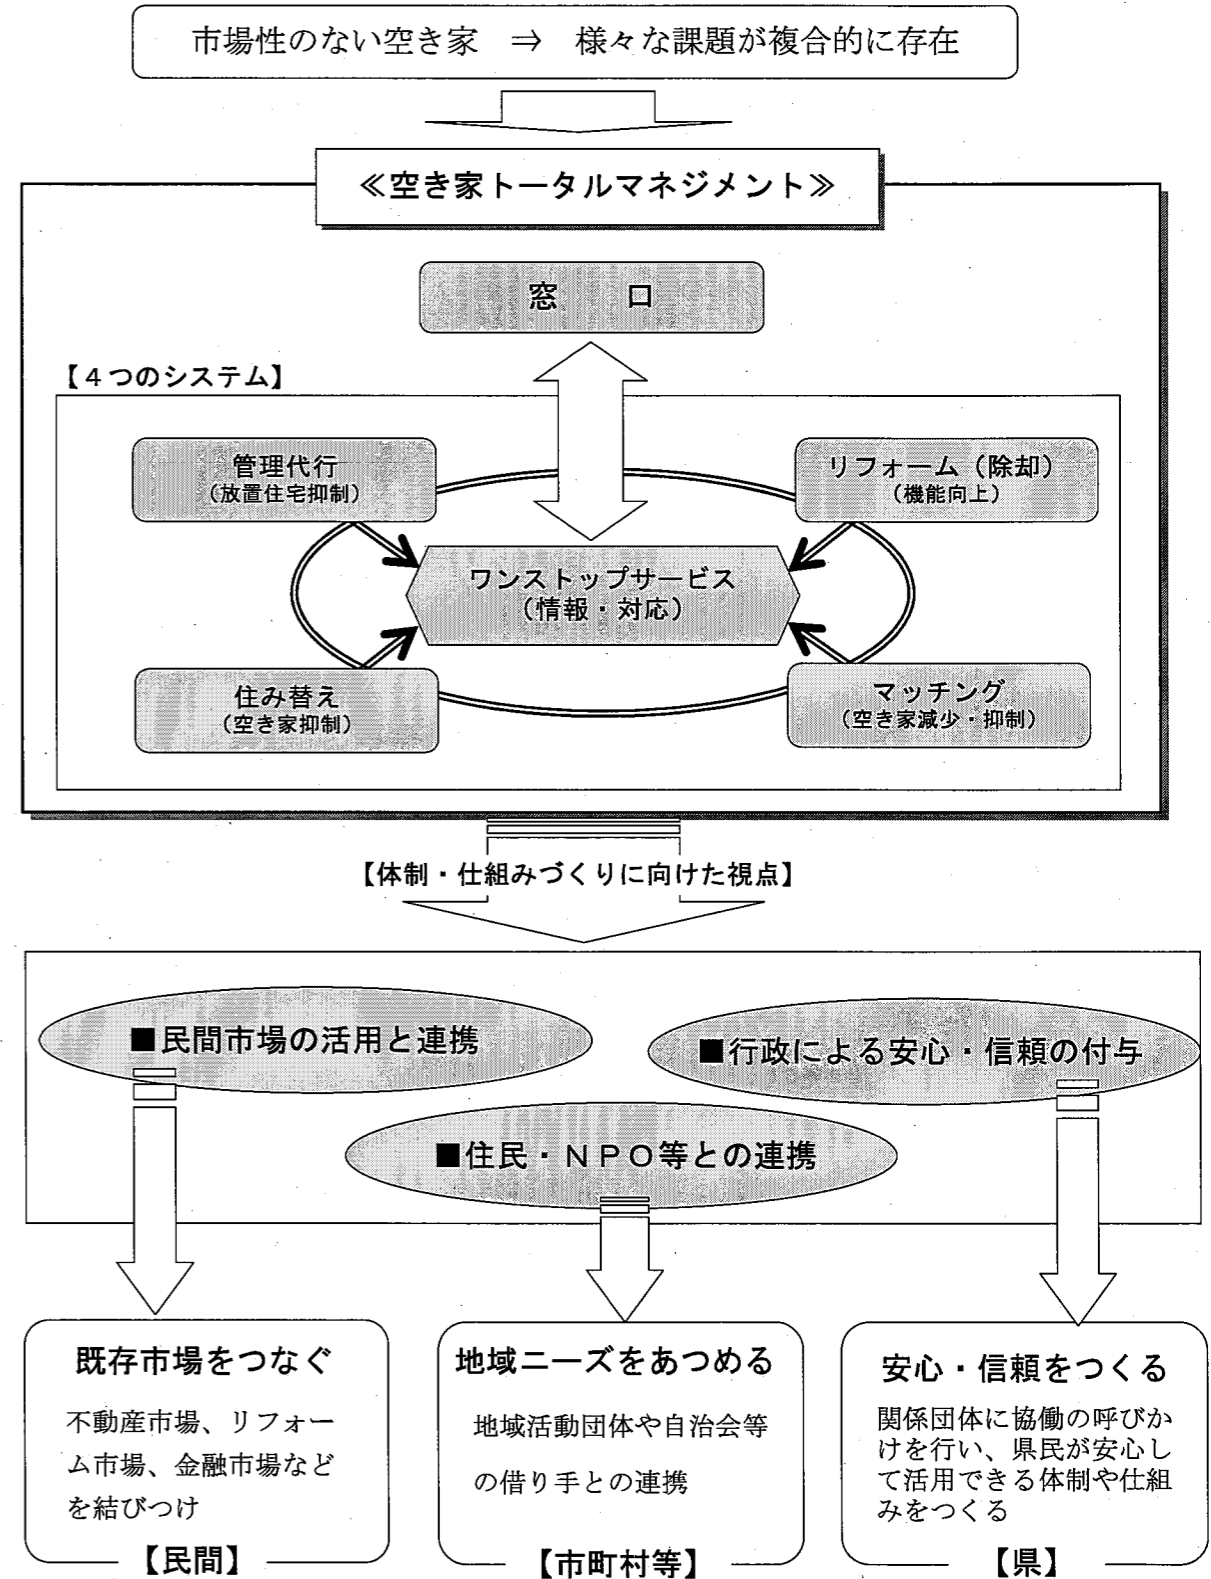 市場性のない空き家　⇒　様々な課題が複合的に存在
≪空き家トータルマネジメント≫
窓　　口
【４つのシステム】
管理代行
（放置住宅抑制）
リフォーム（除却）
（機能向上）
ワンストップサービス
（情報・対応）
住み替え
（空き家抑制）
マッチング
（空き家減少・抑制）
【体制・仕組みづくりに向けた視点】
■民間市場の活用と連携
■行政による安心・信頼の付与
■住民・ＮＰＯ等との連携
既存市場をつなぐ
不動産市場、リフォー
ム市場、金融市場など
を結びつけ
【民間】
地域ニーズをあつめる
地域活動団体や自治会等
の借り手との連携
【市町村等】
安心・信頼をつくる
関係団体に協働の呼びか
けを行い、県民が安心し
て活用できる体制や仕組
みをつくる
【県】